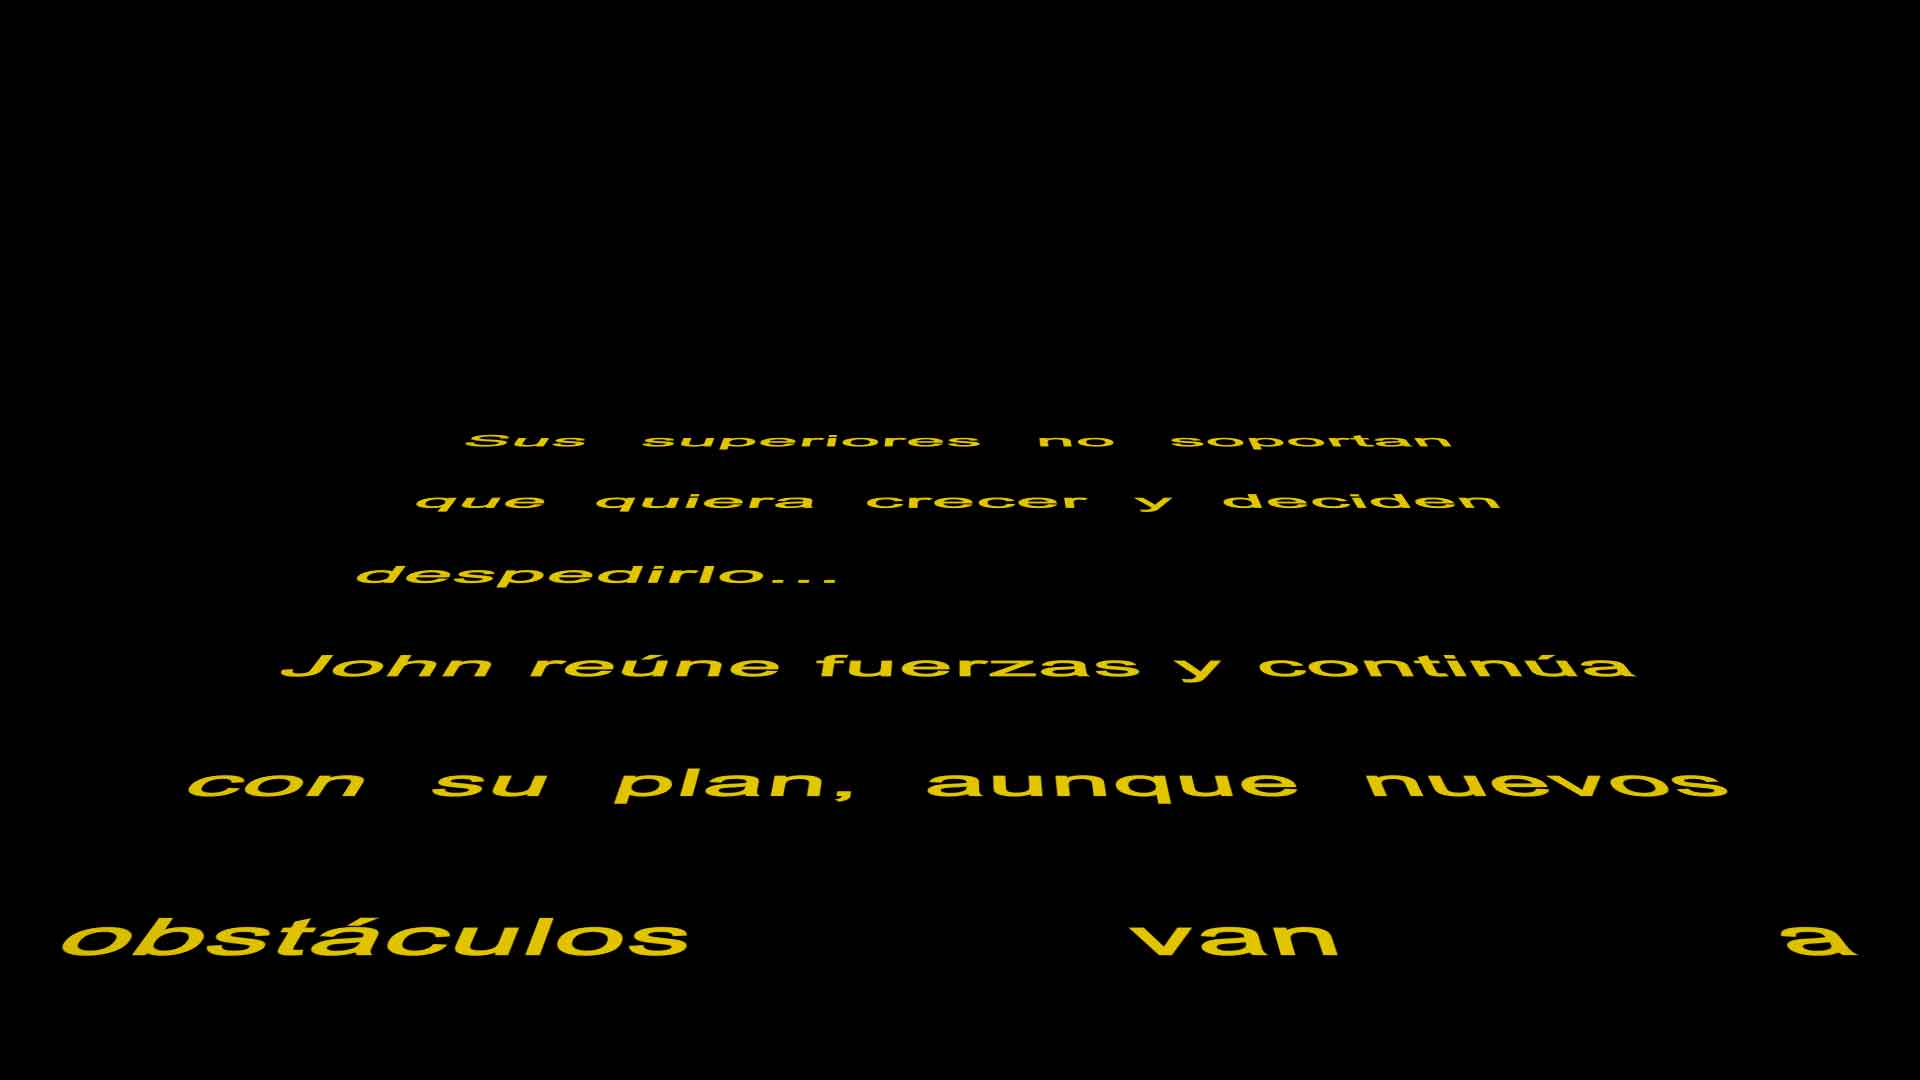 Sus superiores no soportan
que quiera crecer y deciden
despedirlo...
John reúne fuerzas y continúa
con su plan, aunque nuevos
obstáculos van a